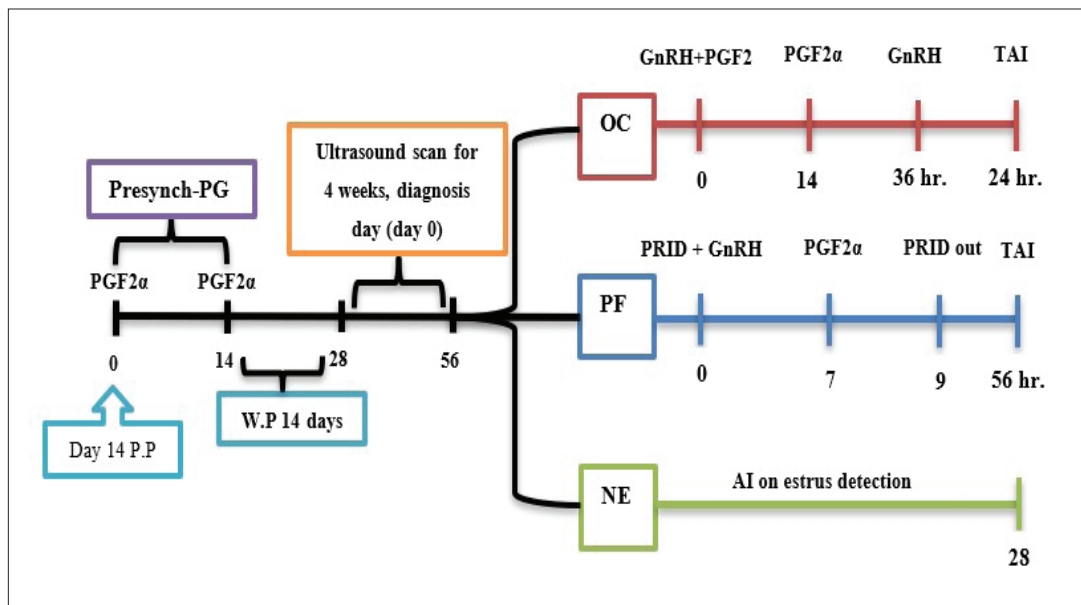 Presynch-PG
PGF2α
PGF2α
0
14
28
56
Day 14 P.P
W.P 14 days
Ultrasound scan for
4 weeks, diagnosis
day (day 0)
OC
GnRH+PGF2
PGF2α
GnRH
TAI
0
14
36 hr.
24 hr.
PF
PRID + GnRH
PGF2α
PRID out
TAI
0
7
9
56 hr.
NE
AI on estrus detection
28